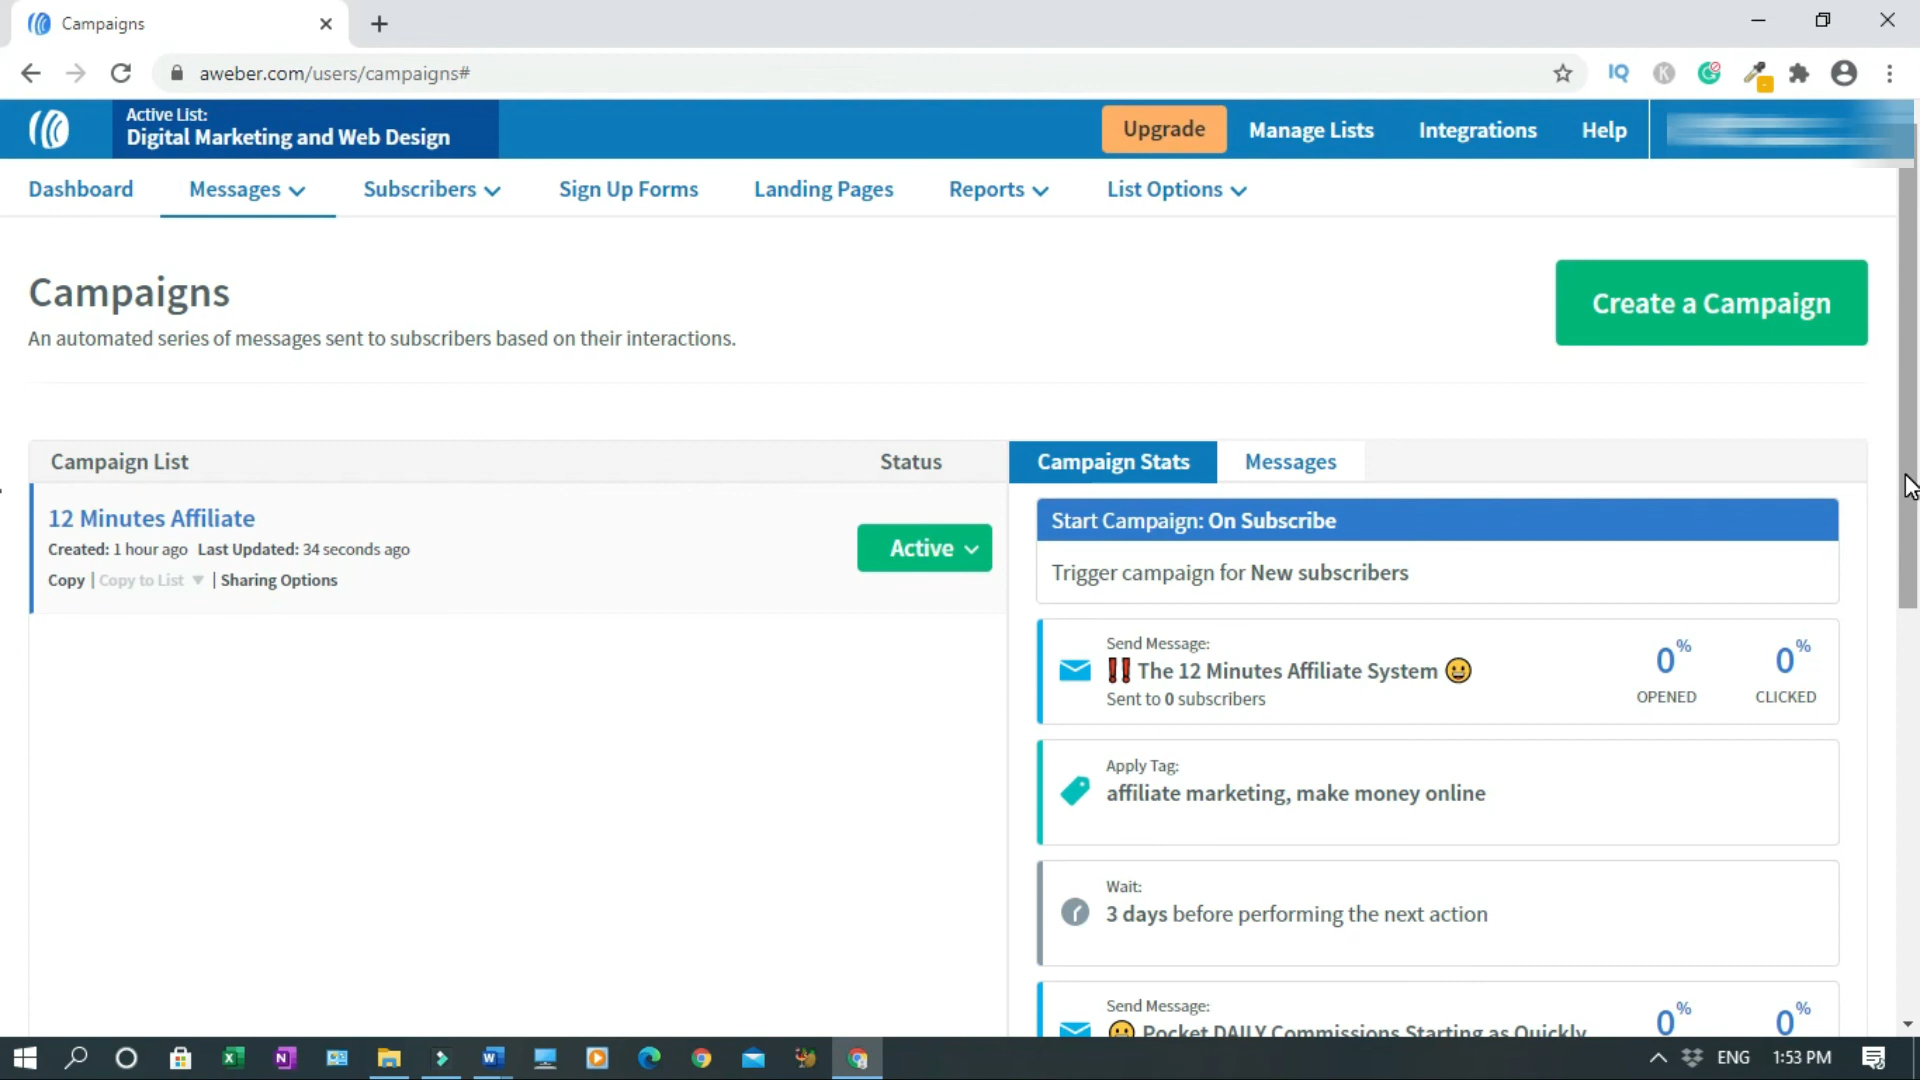 Campaigns
aweber.com/users/campaigns#
IQ
K
Active List:
Digital Marketing and Web Design
Upgrade
Manage Lists
Integrations
Help
Dashboard
Messages
Subscribers
Sign Up Forms
Landing Pages
Reports
List Options
Campaigns
An automated series of messages sent to subscribers based on their interactions.
Create a Campaign
Campaign List
Status
12 Minutes Affiliate
Created: 1 hour ago Last Updated: 34 seconds ago
Copy | Copy to List ▼ | Sharing Options
Active
Campaign Stats
Messages
Start Campaign: On Subscribe
Trigger campaign for New subscribers
Send Message:
‼️ The 12 Minutes Affiliate System 😀
Sent to 0 subscribers
0%
OPENED
0%
CLICKED
Apply Tag:
affiliate marketing, make money online
Wait:
3 days before performing the next action
Send Message:
😀 Pocket DAILY Commissions Starting as Quickly
0%
0%
ENG
1:53 PM